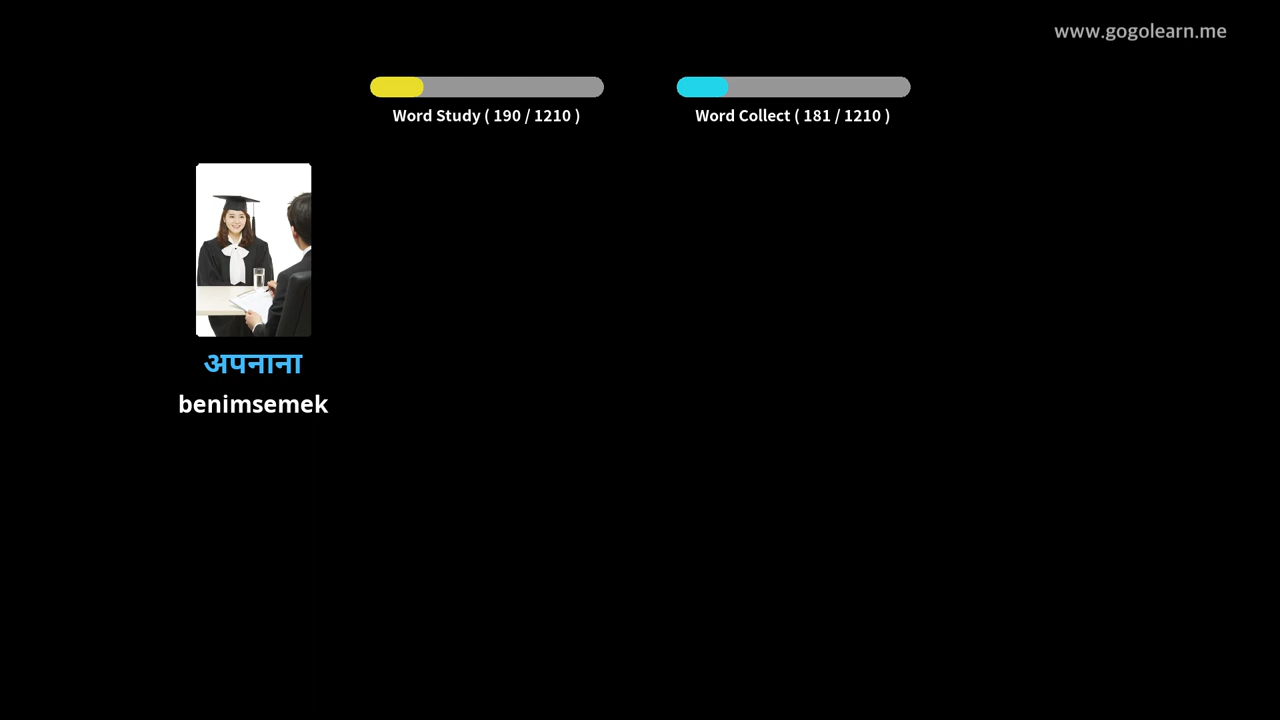 www.gogolearn.me
Word Study ( 190 / 1210 )
Word Collect ( 181 / 1210 )
अपनाना
benimsemek